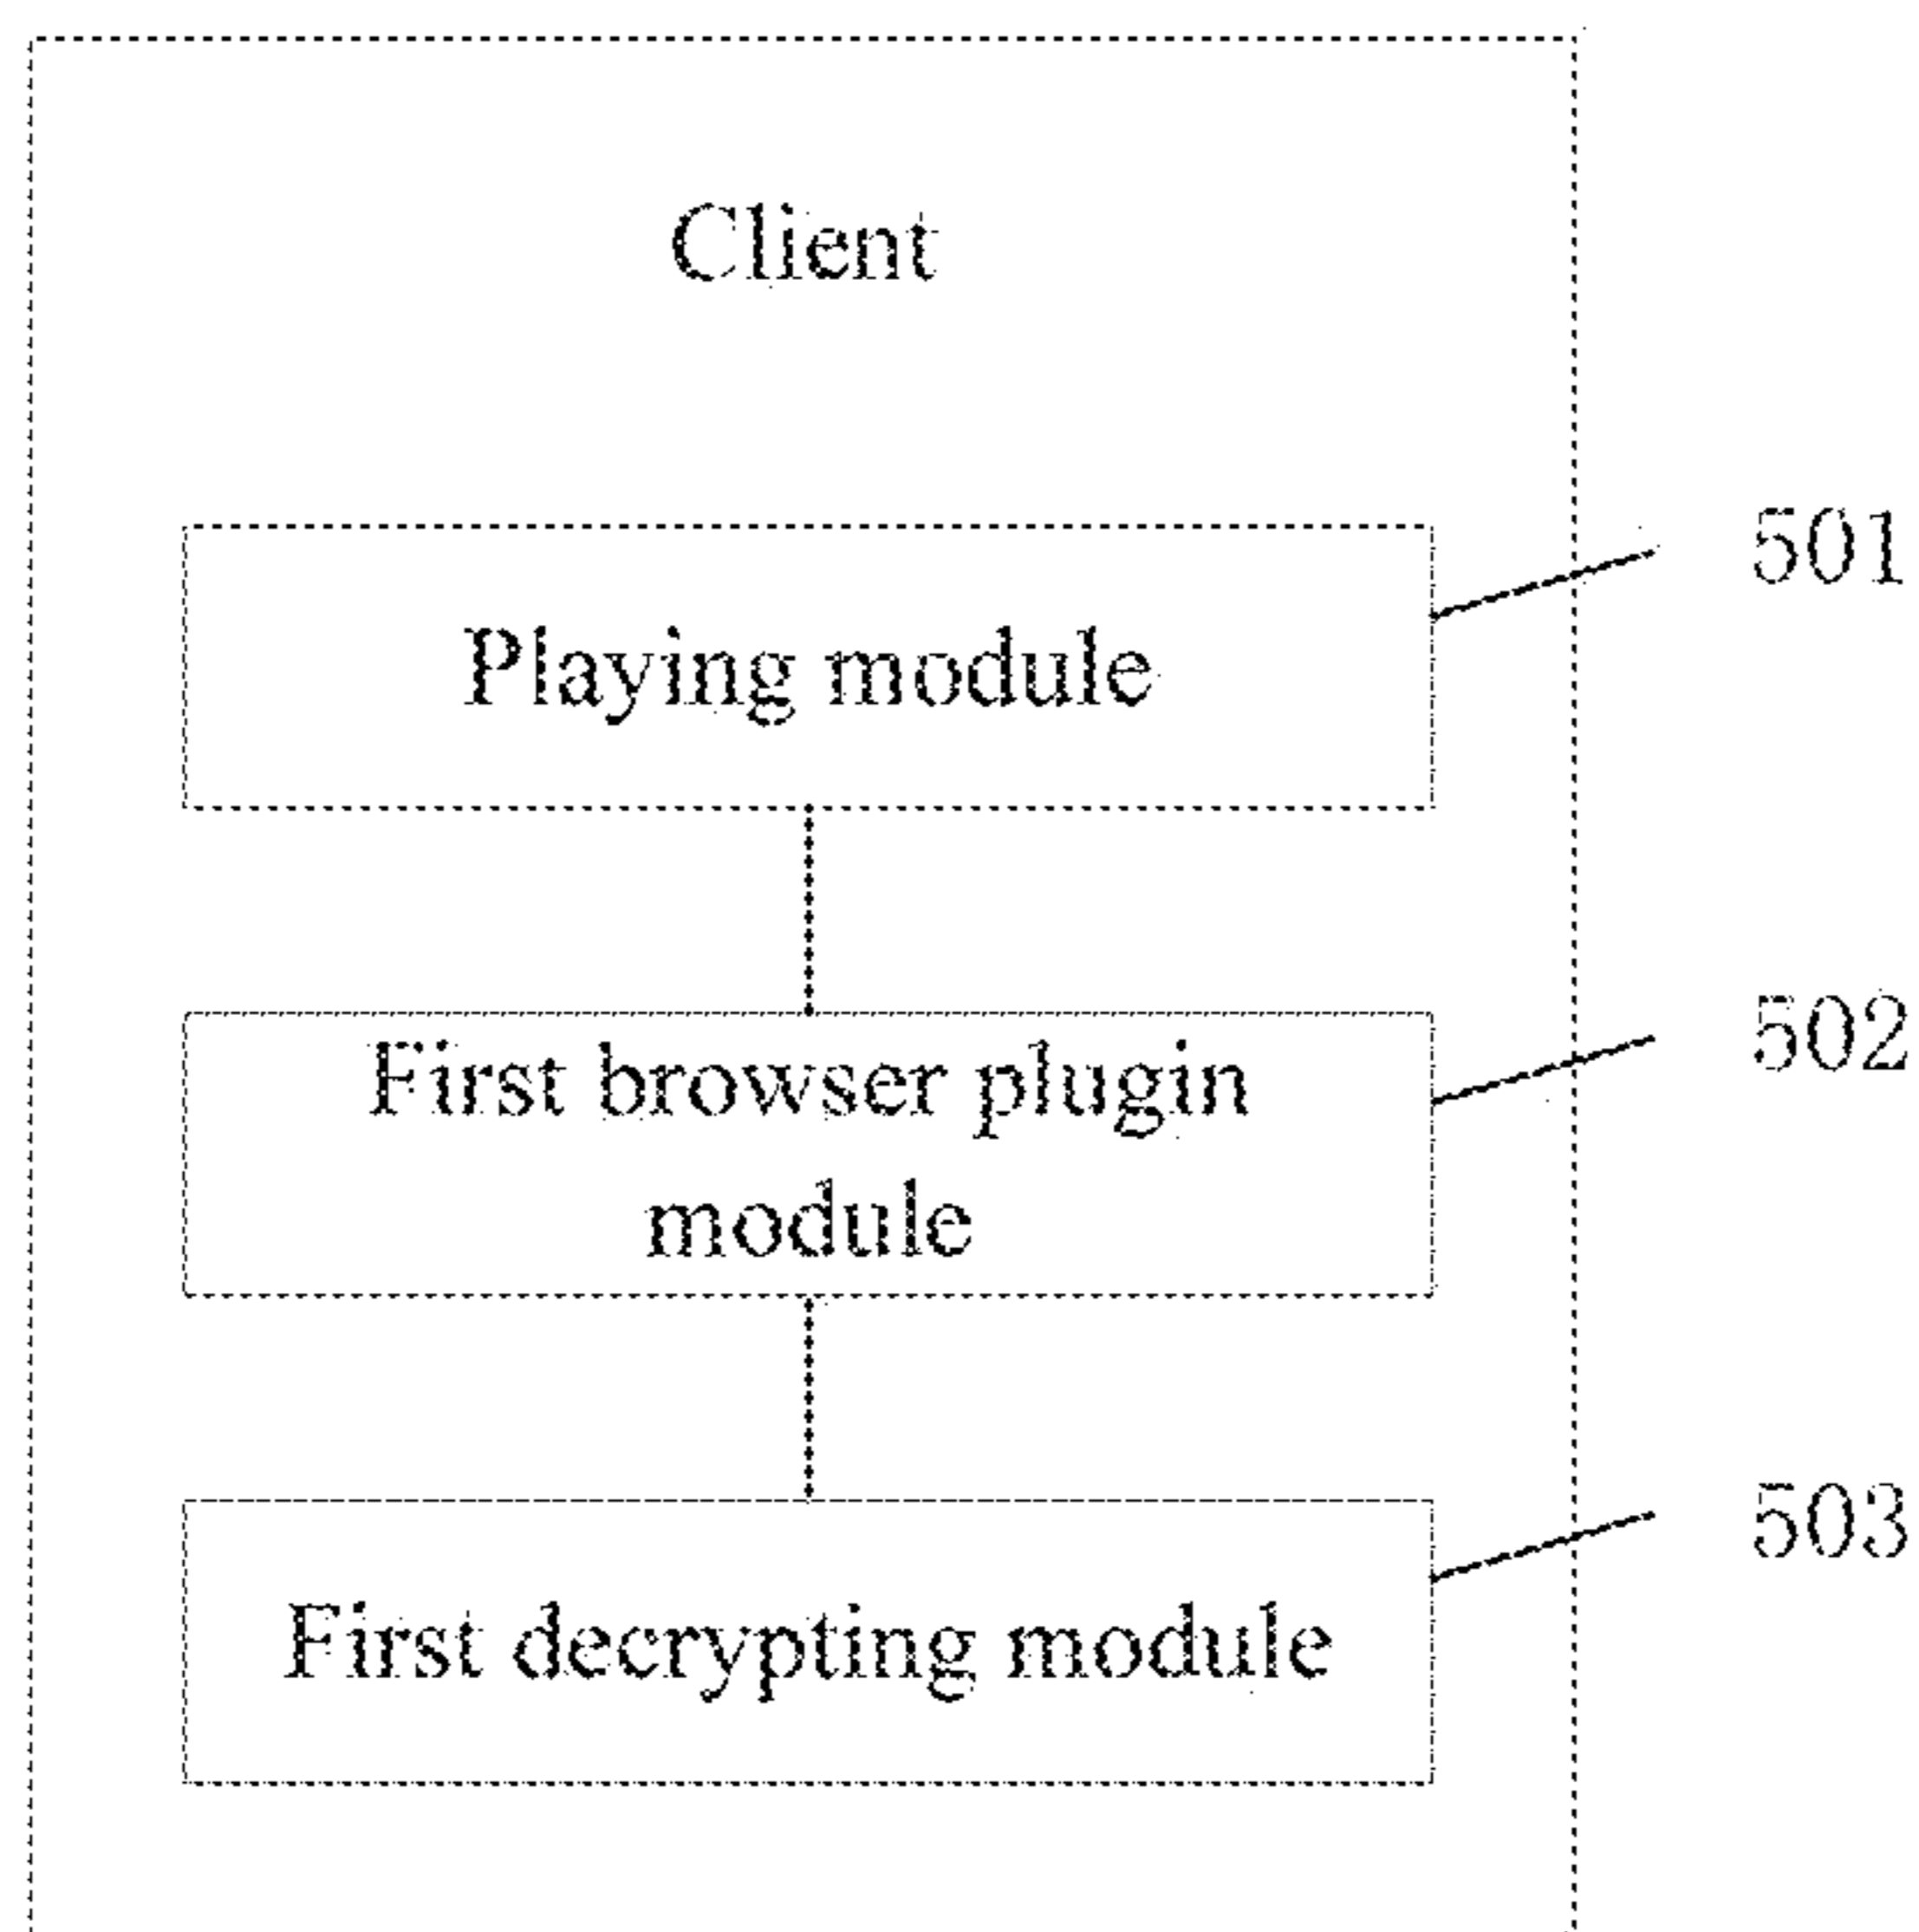 Client
501
Playing module
502
First browser plugin
module
503
First decrypting module